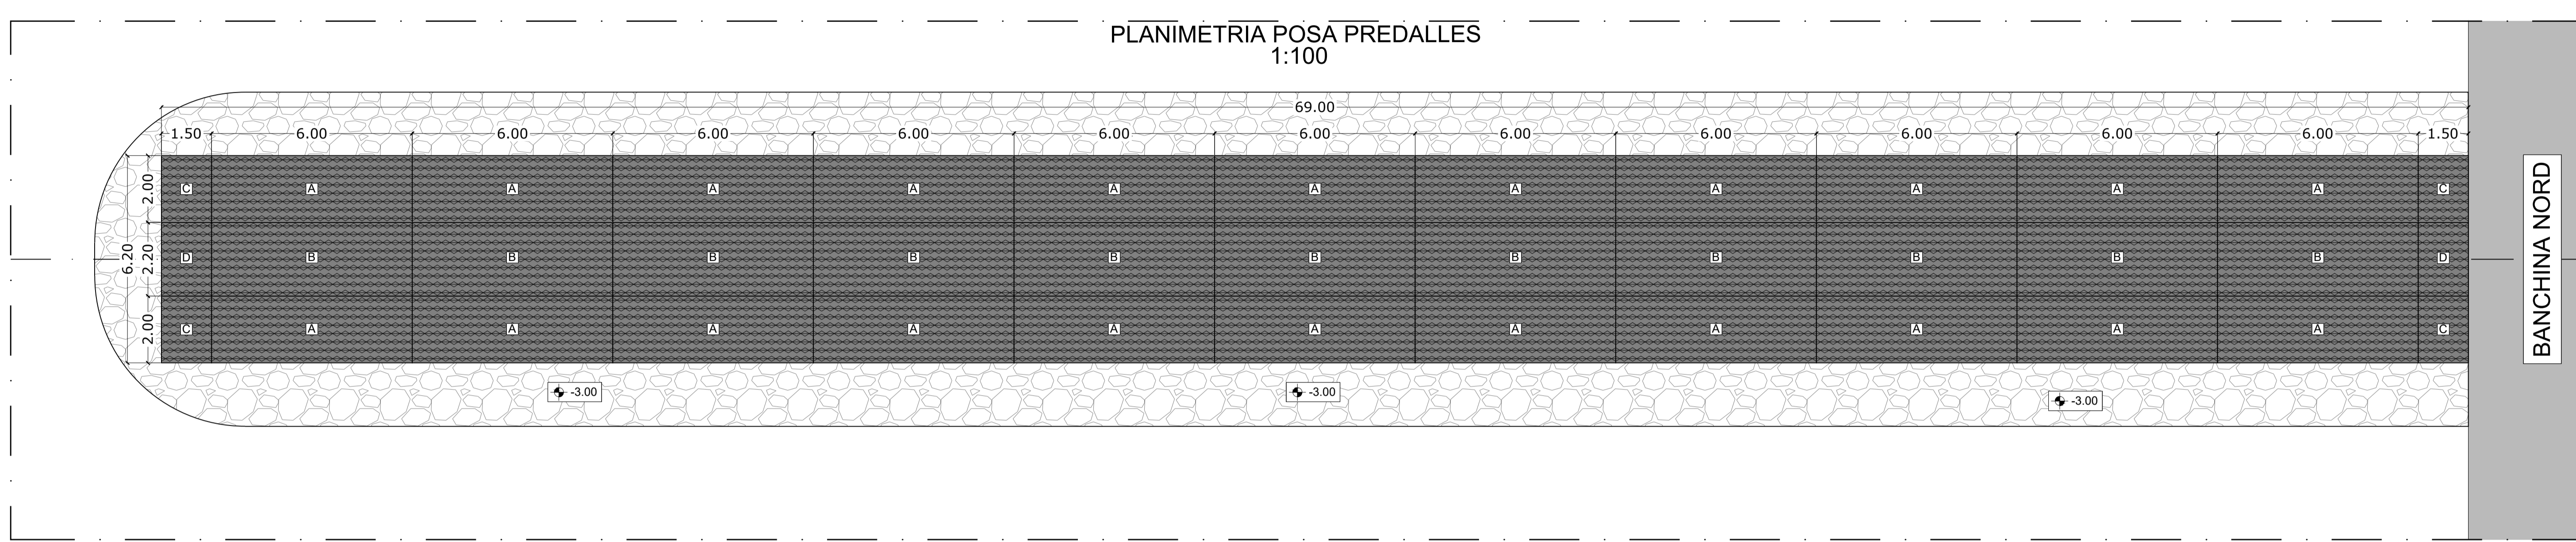 PLANIMETRIA POSA PREDALLES
1:100
69.00
1.50 6.00 6.00 6.00 6.00 6.00 6.00 6.00 6.00 6.00 6.00 6.00 1.50
2.00
C A A A A A A A A A A A C
6.20
2.20
D B B B B B B B B B B B D
2.00
C A A A A A A A A A A A C
-3.00 -3.00 -3.00
BANCHINA NORD